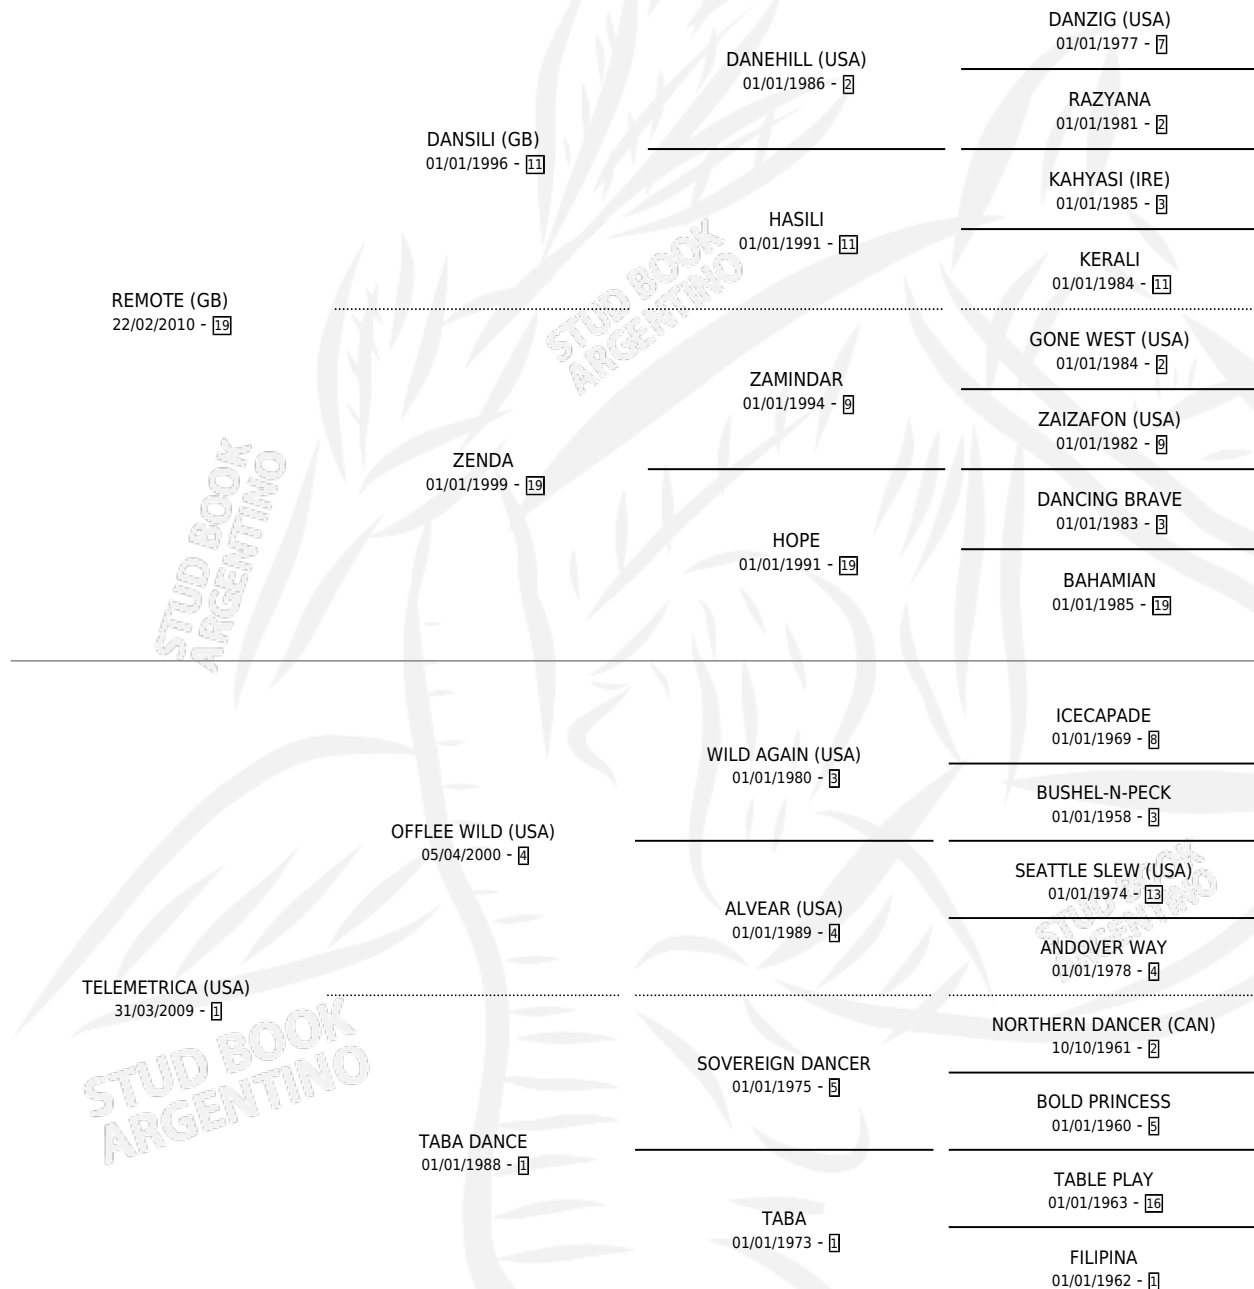 DANZIG (USA)
01/01/1977 - 7
DANEHILL (USA)
01/01/1986 - 2
RAZYANA
01/01/1981 - 2
DANSILI (GB)
01/01/1996 - 11
KAHYASI (IRE)
01/01/1985 - 3
HASILI
01/01/1991 - 11
KERALI
01/01/1984 - 11
REMOTE (GB)
22/02/2010 - 19
GONE WEST (USA)
01/01/1984 - 2
ZAMINDAR
01/01/1994 - 9
ZAIZAFON (USA)
01/01/1982 - 9
ZENDA
01/01/1999 - 19
DANCING BRAVE
01/01/1983 - 3
HOPE
01/01/1991 - 19
BAHAMIAN
01/01/1985 - 19
STUD BOOK
ARGENTINO
STUD BOOK
ARGENTINO
ICECAPADE
01/01/1969 - 8
WILD AGAIN (USA)
01/01/1980 - 3
BUSHEL-N-PECK
01/01/1958 - 3
OFFLEE WILD (USA)
05/04/2000 - 4
SEATTLE SLEW (USA)
01/01/1974 - 13
ALVEAR (USA)
01/01/1989 - 4
ANDOVER WAY
01/01/1978 - 4
STUD BOOK
ARGENTINO
TELEMETRICA (USA)
31/03/2009 - 1
NORTHERN DANCER (CAN)
10/10/1961 - 2
SOVEREIGN DANCER
01/01/1975 - 5
BOLD PRINCESS
01/01/1960 - 5
TABA DANCE
01/01/1988 - 1
TABLE PLAY
01/01/1963 - 16
TABA
01/01/1973 - 1
FILIPINA
01/01/1962 - 1
STUD BOOK
ARGENTINO